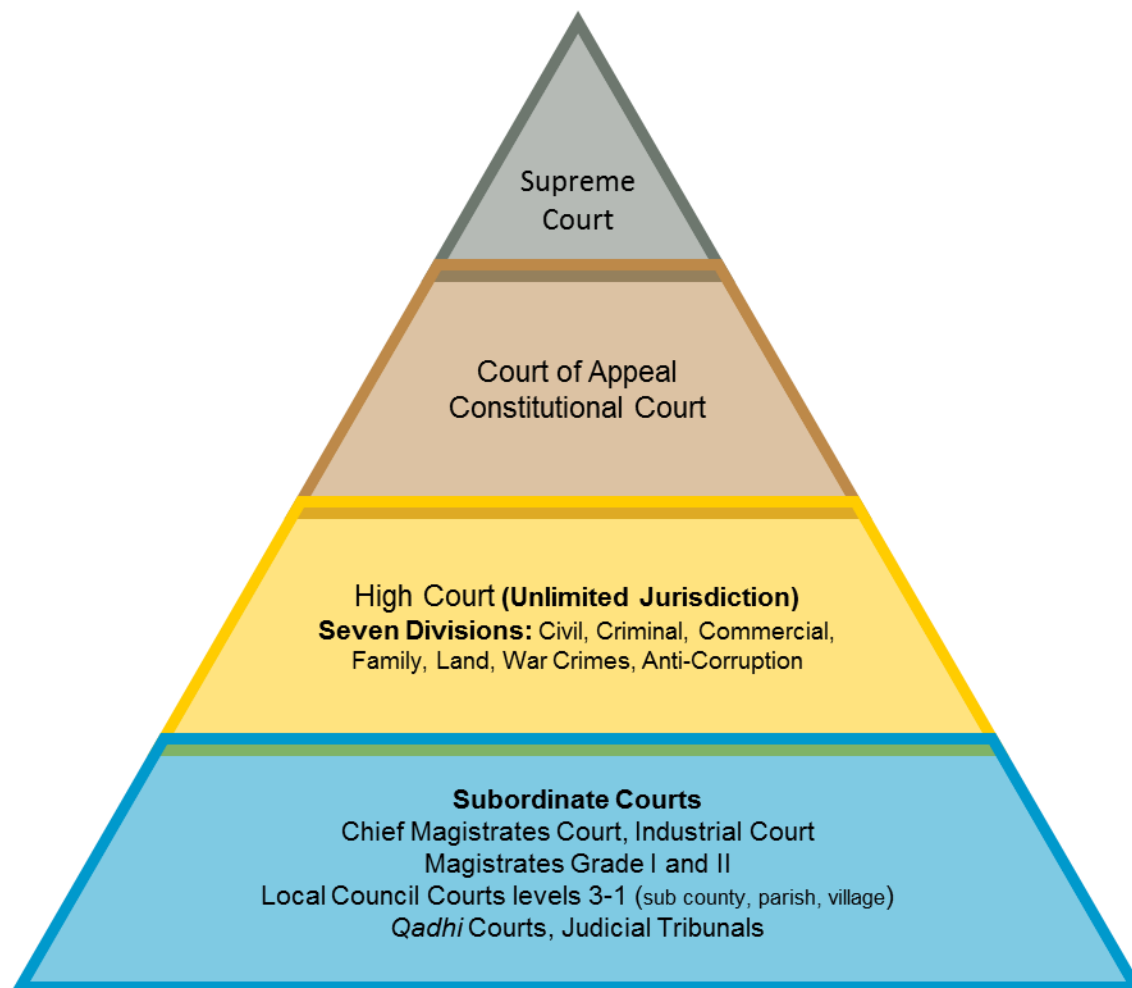 Supreme
Court
Court of Appeal
Constitutional Court
High Court (Unlimited Jurisdiction)
Seven Divisions: Civil, Criminal, Commercial,
Family, Land, War Crimes, Anti-Corruption
Subordinate Courts
Chief Magistrates Court, Industrial Court
Magistrates Grade I and II
Local Council Courts levels 3-1 (sub county, parish, village)
Qadhi Courts, Judicial Tribunals